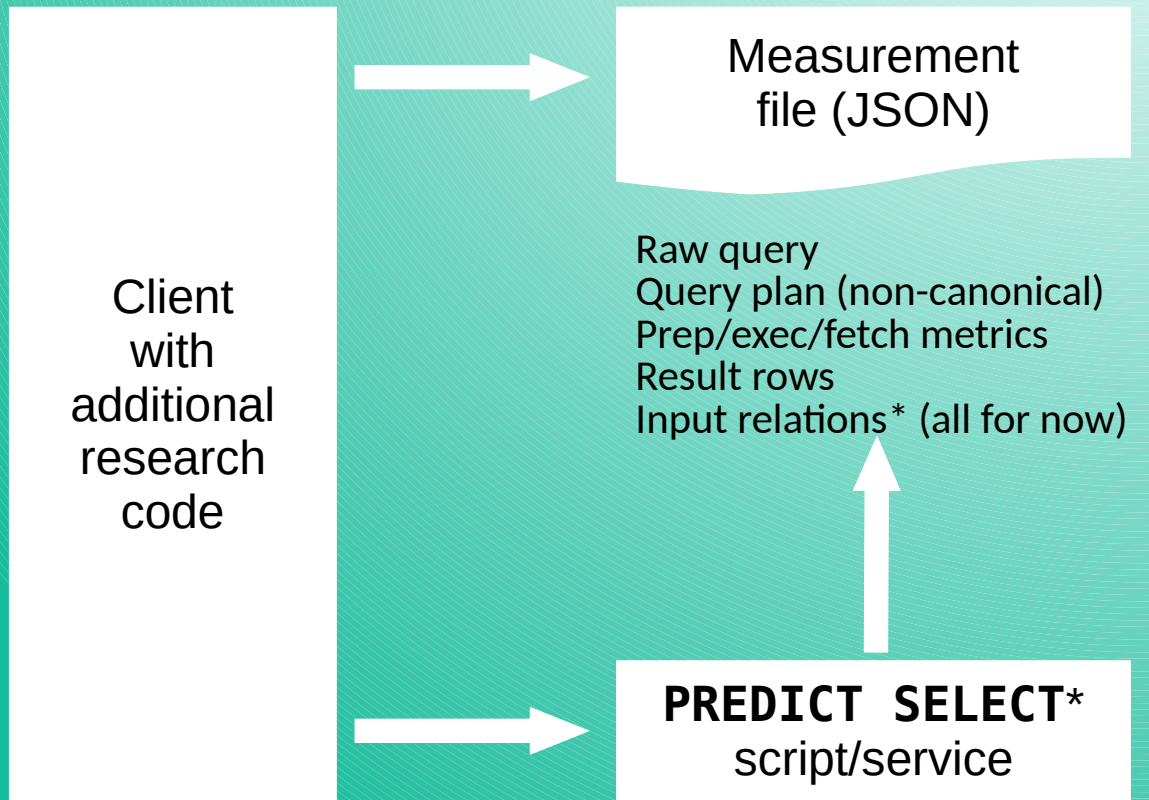 Client
with
additional
research
code
Measurement
file (JSON)
Raw query
Query plan (non-canonical)
Prep/exec/fetch metrics
Result rows
Input relations* (all for now)
PREDICT SELECT*
script/service